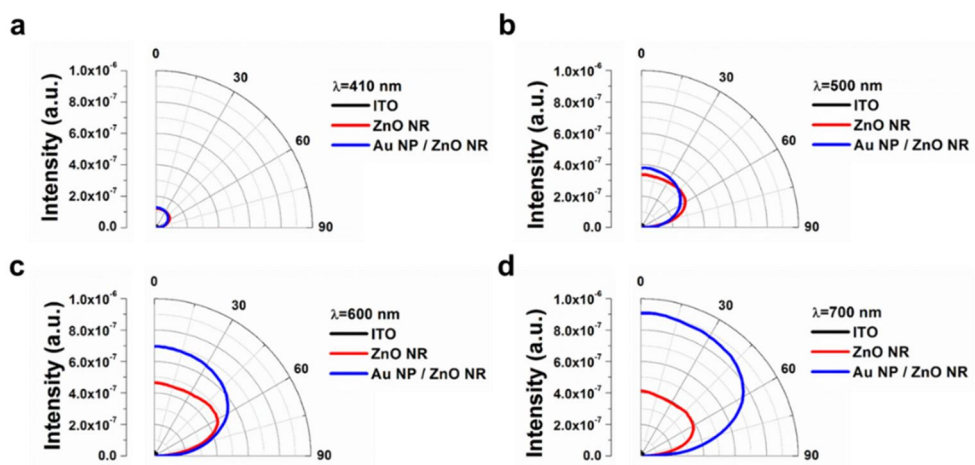 a
0
30
60
90
Intensity (a.u.)
1.0x10⁻⁶
8.0x10⁻⁷
6.0x10⁻⁷
4.0x10⁻⁷
2.0x10⁻⁷
0.0
λ=410 nm
ITO
ZnO NR
Au NP / ZnO NR
b
0
30
60
90
Intensity (a.u.)
1.0x10⁻⁶
8.0x10⁻⁷
6.0x10⁻⁷
4.0x10⁻⁷
2.0x10⁻⁷
0.0
λ=500 nm
ITO
ZnO NR
Au NP / ZnO NR
c
0
30
60
90
Intensity (a.u.)
1.0x10⁻⁶
8.0x10⁻⁷
6.0x10⁻⁷
4.0x10⁻⁷
2.0x10⁻⁷
0.0
λ=600 nm
ITO
ZnO NR
Au NP / ZnO NR
d
0
30
60
90
Intensity (a.u.)
1.0x10⁻⁶
8.0x10⁻⁷
6.0x10⁻⁷
4.0x10⁻⁷
2.0x10⁻⁷
0.0
λ=700 nm
ITO
ZnO NR
Au NP / ZnO NR